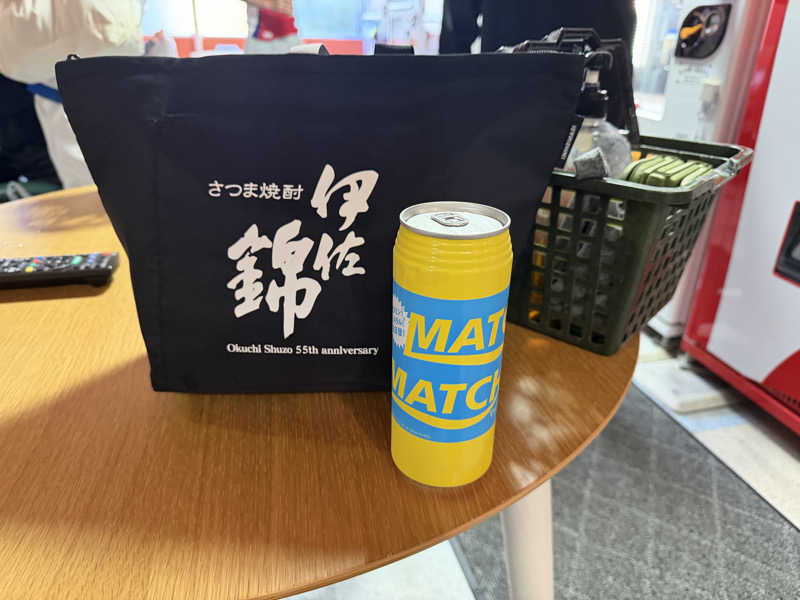 さつま焼酎
伊佐
錦
Okuchi Shuzo 55th anniversary
MATC
MATCH